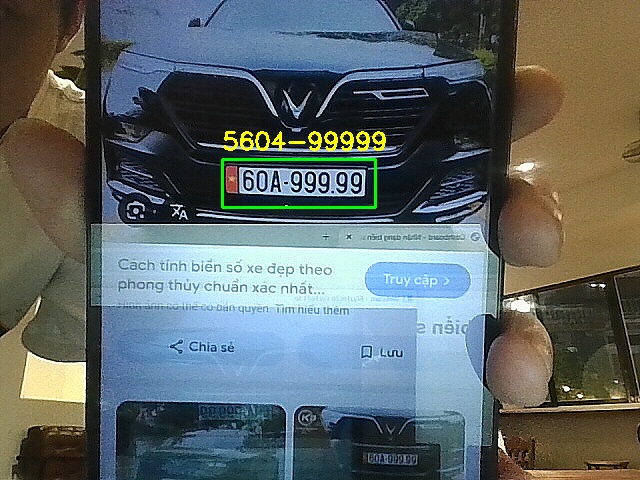 5604-99999
60A-999.99
Cách tính biển số xe đẹp theo
phong thủy chuẩn xác nhất...
Truy cập >
Hình ảnh có thể có bản quyền. Tìm hiểu thêm
Chia sẻ
Lưu
60A-999.99